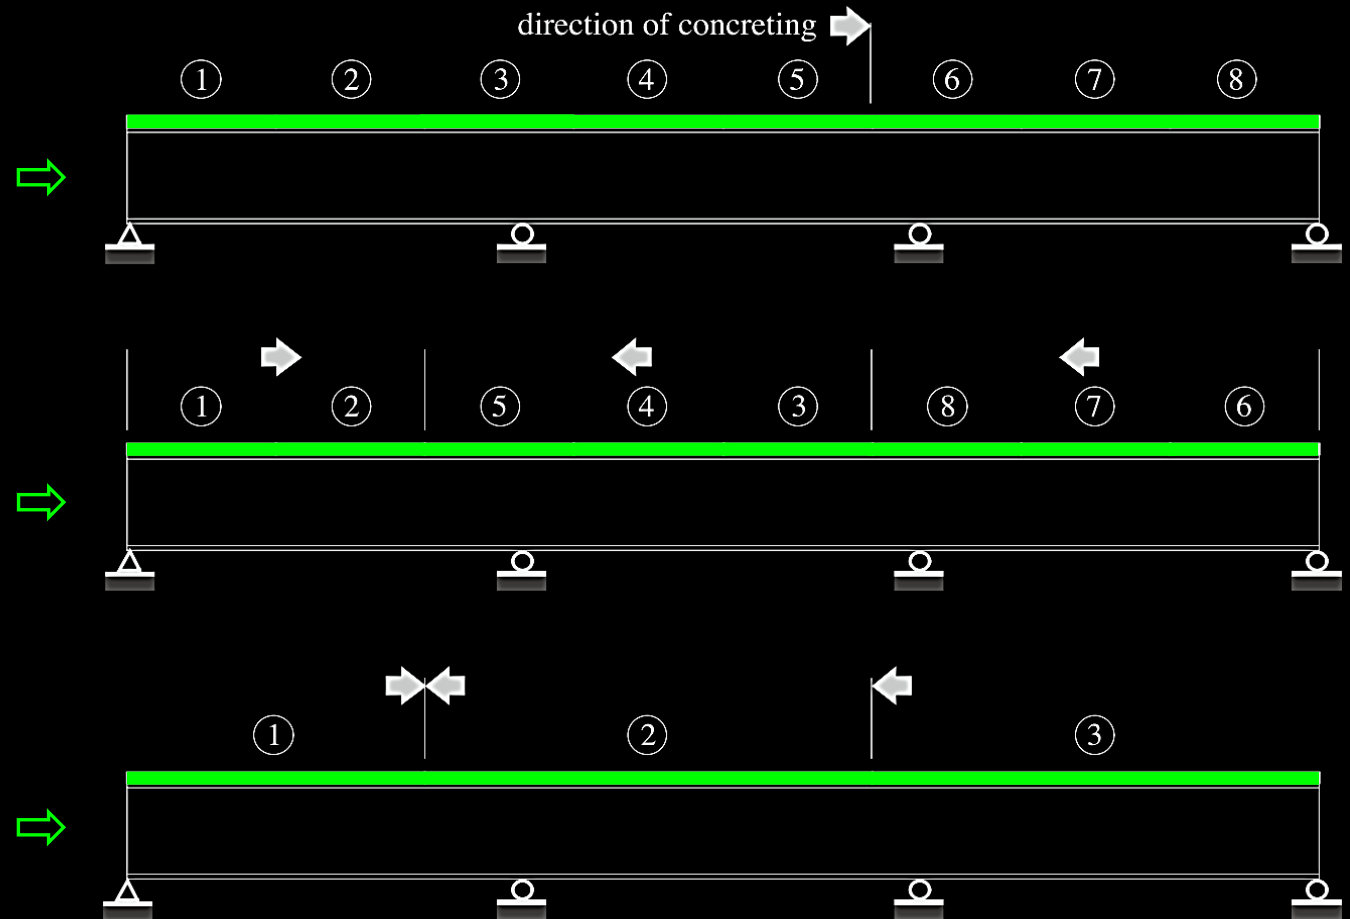 direction of concreting
① ② ③ ④ ⑤ ⑥ ⑦ ⑧
① ② ⑤ ④ ③ ⑧ ⑦ ⑥
① ② ③